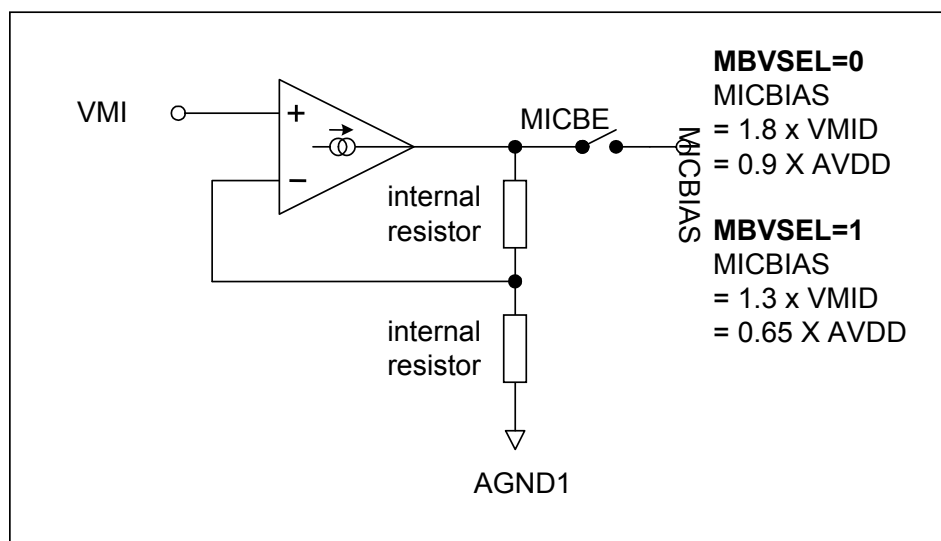 VMI
+
−
MICBE
MICBIAS
internal
resistor
internal
resistor
AGND1
MBVSEL=0
MICBIAS
= 1.8 x VMID
= 0.9 X AVDD
MBVSEL=1
MICBIAS
= 1.3 x VMID
= 0.65 X AVDD